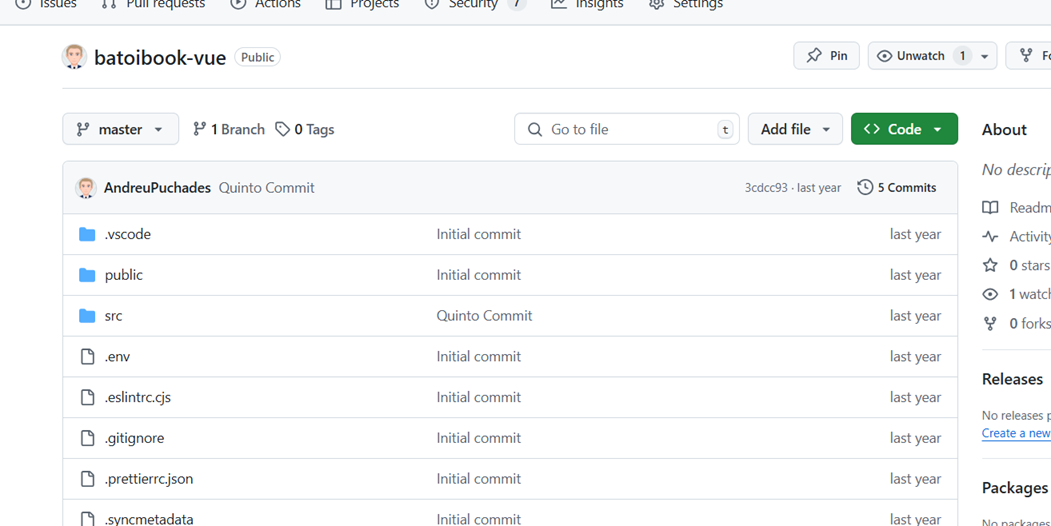 Issues Pull requests Actions Projects Security 7 Insights Settings
batoibook-vue Public Pin Unwatch 1
master 1 Branch 0 Tags Go to file t Add file Code About
No
AndreuPuchades Quinto Commit 3cdcc93 · last year 5 Commits
.vscode Initial commit last year
Activity
public Initial commit last year
0 stars
1
src Quinto Commit last year
0 forks
.env Initial commit last year
Releases
.eslintrc.cjs Initial commit last year
No releases
Create a new
.gitignore Initial commit last year
.prettierrc.json Initial commit last year
Packages
.syncmetadata Initial commit last year
No packages